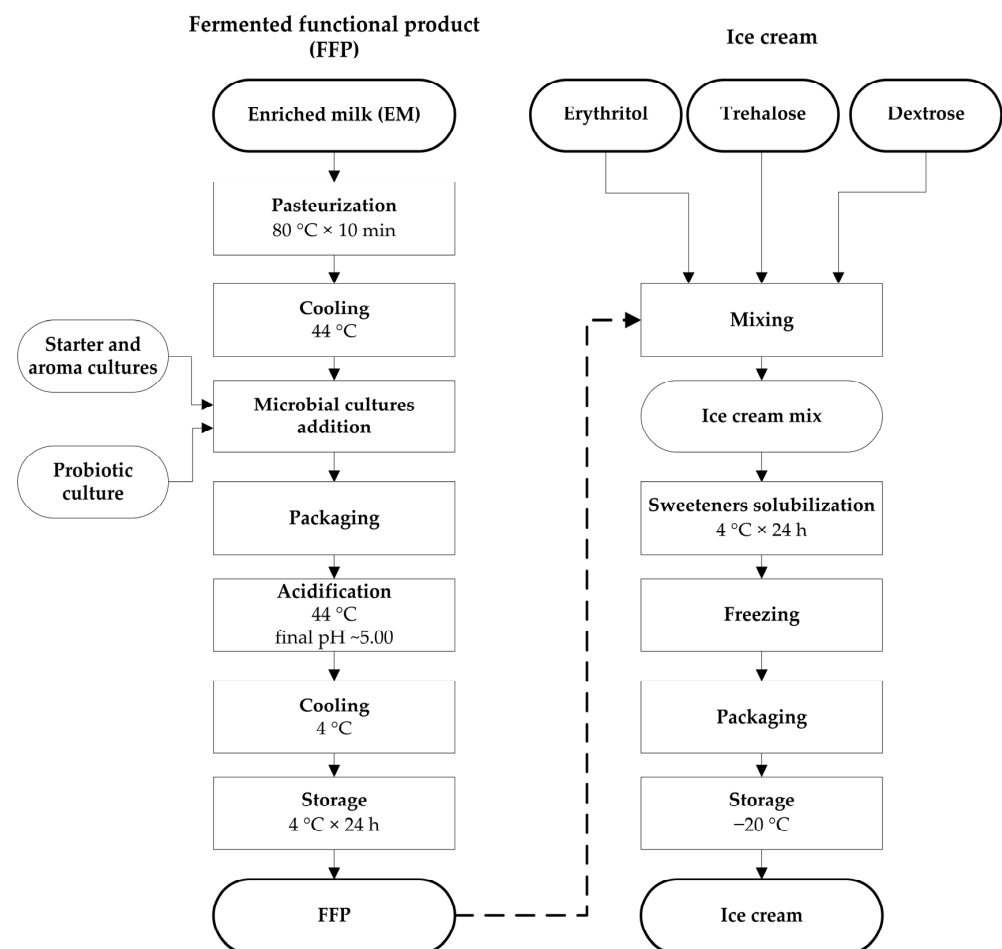 Fermented functional product
(FFP)
Enriched milk (EM)
Pasteurization
80 °C × 10 min
Cooling
44 °C
Starter and
aroma cultures
Microbial cultures
addition
Probiotic
culture
Packaging
Acidification
44 °C
final pH ~5.00
Cooling
4 °C
Storage
4 °C × 24 h
FFP
Ice cream
Erythritol
Trehalose
Dextrose
Mixing
Ice cream mix
Sweeteners solubilization
4 °C × 24 h
Freezing
Packaging
Storage
−20 °C
Ice cream